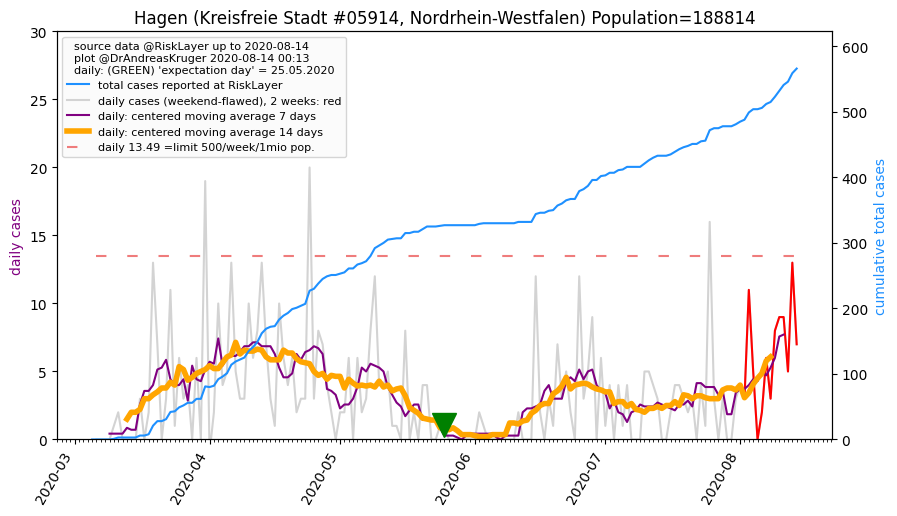 Hagen (Kreisfreie Stadt #05914, Nordrhein-Westfalen) Population=188814
source data @RiskLayer up to 2020-08-14
plot @DrAndreasKruger 2020-08-14 00:13
daily: (GREEN) 'expectation day' = 25.05.2020
total cases reported at RiskLayer
daily cases (weekend-flawed), 2 weeks: red
daily: centered moving average 7 days
daily: centered moving average 14 days
daily 13.49 =limit 500/week/1mio pop.
daily cases
30
25
20
15
10
5
0
cumulative total cases
600
500
400
300
200
100
0
2020-03
2020-04
2020-05
2020-06
2020-07
2020-08